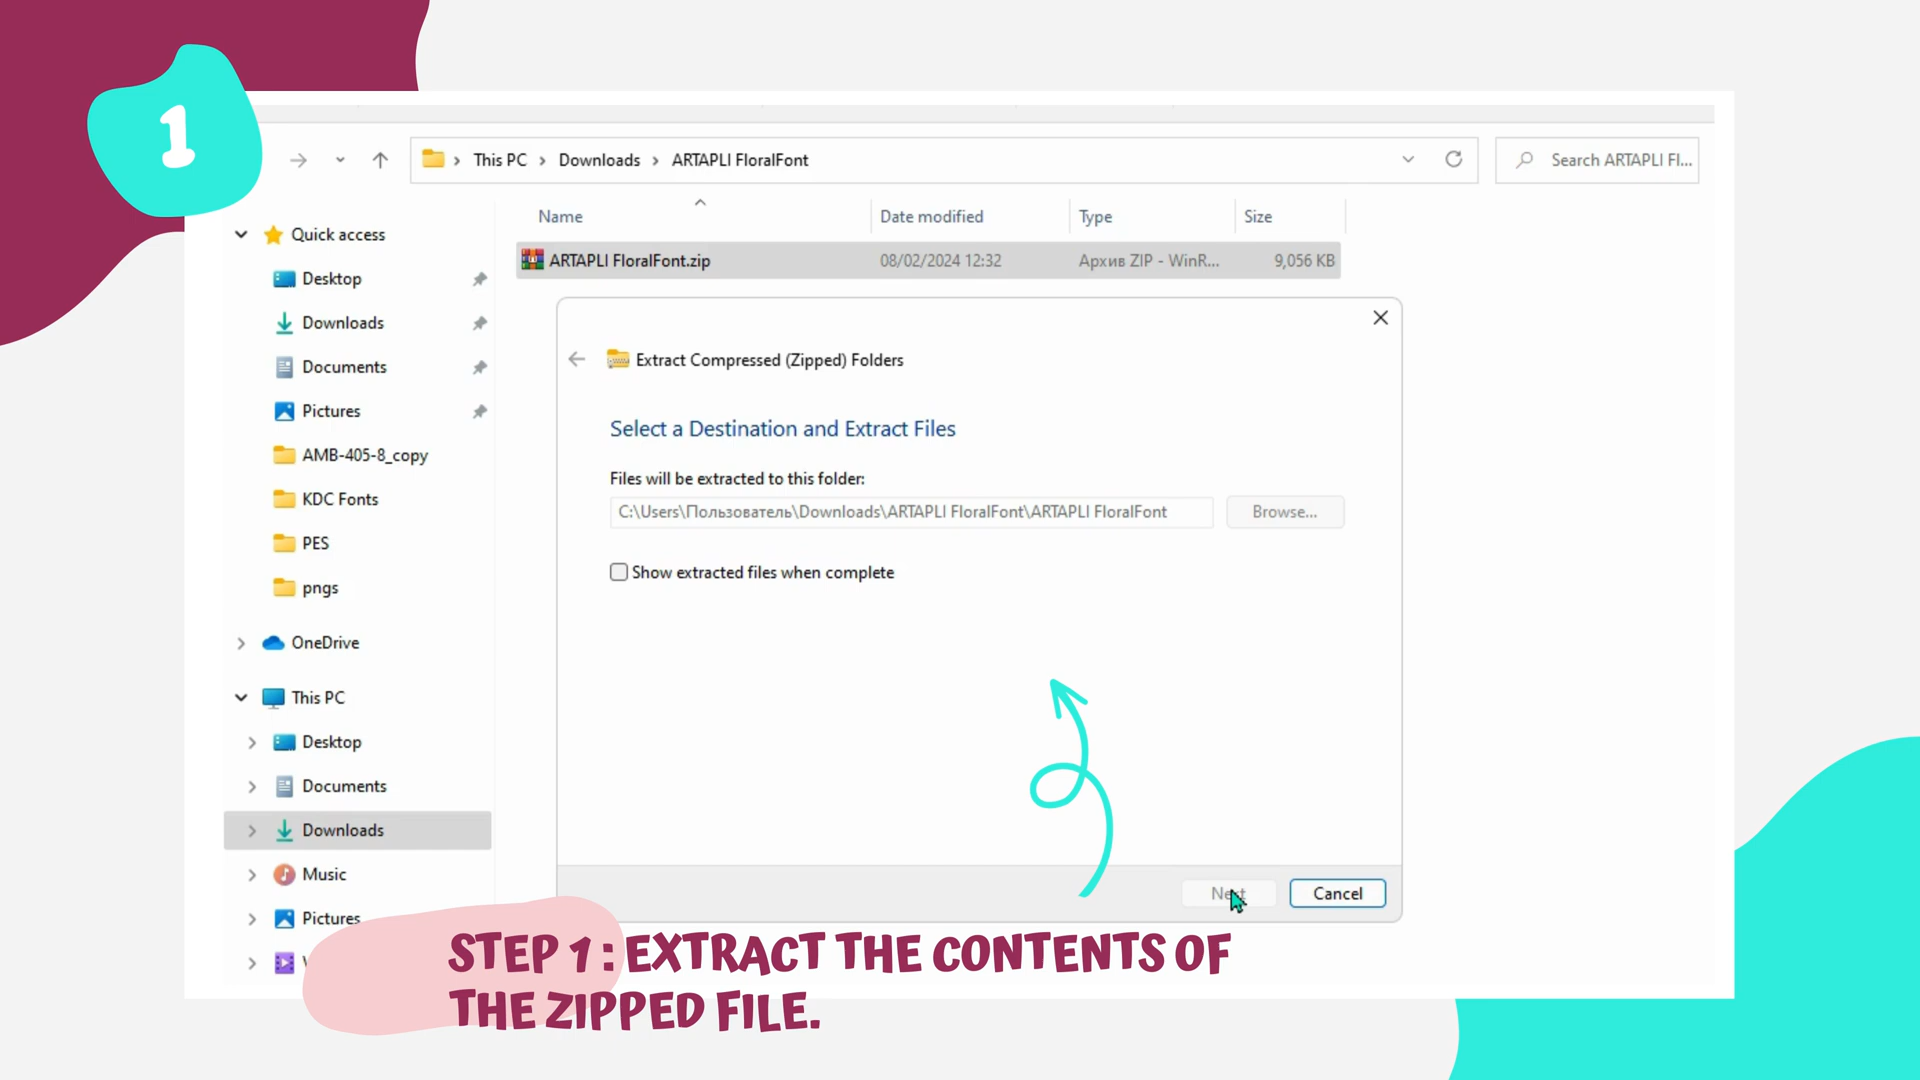 1
This PC > Downloads > ARTAPLI FloralFont
Search ARTAPLI Fl...
Name Date modified Type Size
Quick access
ARTAPLI FloralFont.zip 08/02/2024 12:32 Архив ZIP - WinR... 9,056 KB
Desktop
Downloads
Documents
Pictures
AMB-405-8_copy
KDC Fonts
PES
pngs
OneDrive
This PC
Desktop
Documents
Downloads
Music
Pictures
Extract Compressed (Zipped) Folders
Select a Destination and Extract Files
Files will be extracted to this folder:
C:\Users\Пользователь\Downloads\ARTAPLI FloralFont\ARTAPLI FloralFont
Browse...
Show extracted files when complete
Next
Cancel
STEP 1 : EXTRACT THE CONTENTS OF
THE ZIPPED FILE.